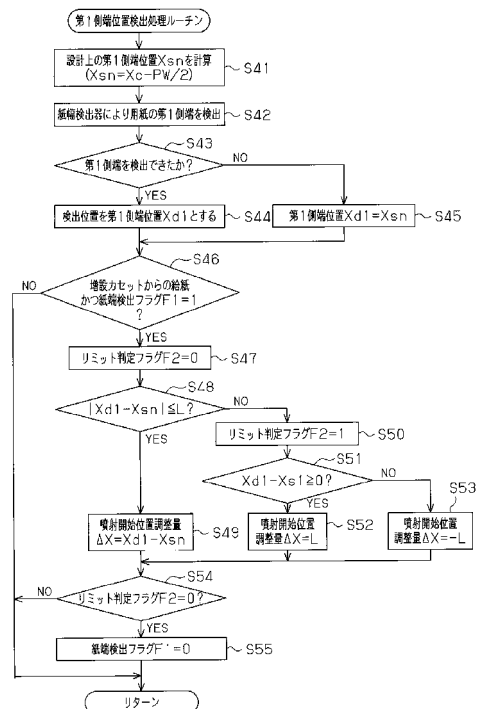 第1側端位置検出処理ルーチン
設計上の第1側端位置Xsnを計算
(Xsn=Xc-PW/2)
S41
紙幅検出器により用紙の第1側端を検出
S42
S43
第1側端を検出できたか?
NO
YES
検出位置を第1側端位置Xd1とする
S44
第1側端位置Xd1=Xsn
S45
S46
NO
増設カセットからの給紙
かつ紙端検出フラグF1=1
?
YES
リミット判定フラグF2=0
S47
S48
|Xd1-Xsn|≦L?
NO
YES
リミット判定フラグF2=1
S50
S51
Xd1-Xs1≧0?
NO
YES
S53
噴射開始位置調整量
ΔX=Xd1-Xsn
S49
噴射開始位置
調整量ΔX=L
S52
噴射開始位置
調整量ΔX=-L
S54
NO
リミット判定フラグF2=0?
YES
紙端検出フラグF1=0
S55
リターン